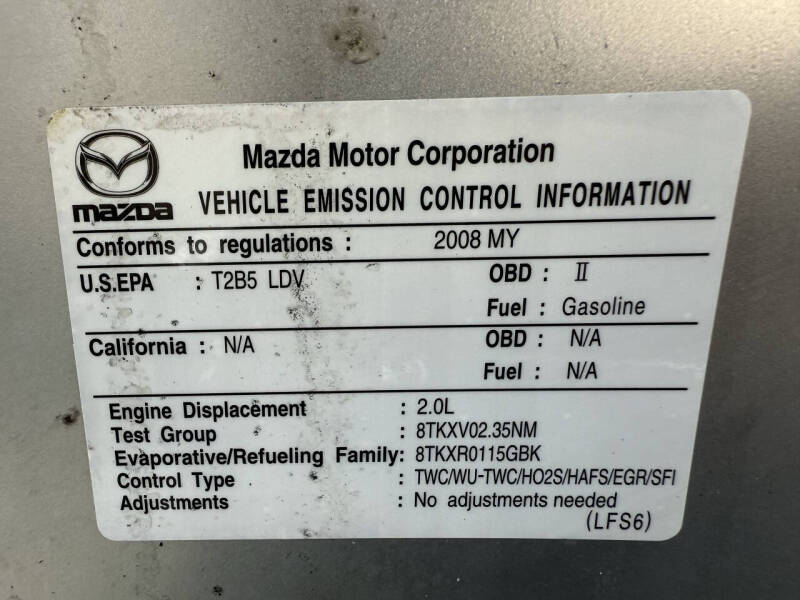 Mazda Motor Corporation
mazda VEHICLE EMISSION CONTROL INFORMATION
Conforms to regulations : 2008 MY
U.S.EPA : T2B5 LDV OBD : II
Fuel : Gasoline
California : N/A OBD : N/A
Fuel : N/A
Engine Displacement : 2.0L
Test Group : 8TKXV02.35NM
Evaporative/Refueling Family: 8TKXR0115GBK
Control Type : TWC/WU-TWC/HO2S/HAFS/EGR/SFI
Adjustments : No adjustments needed
(LFS6)